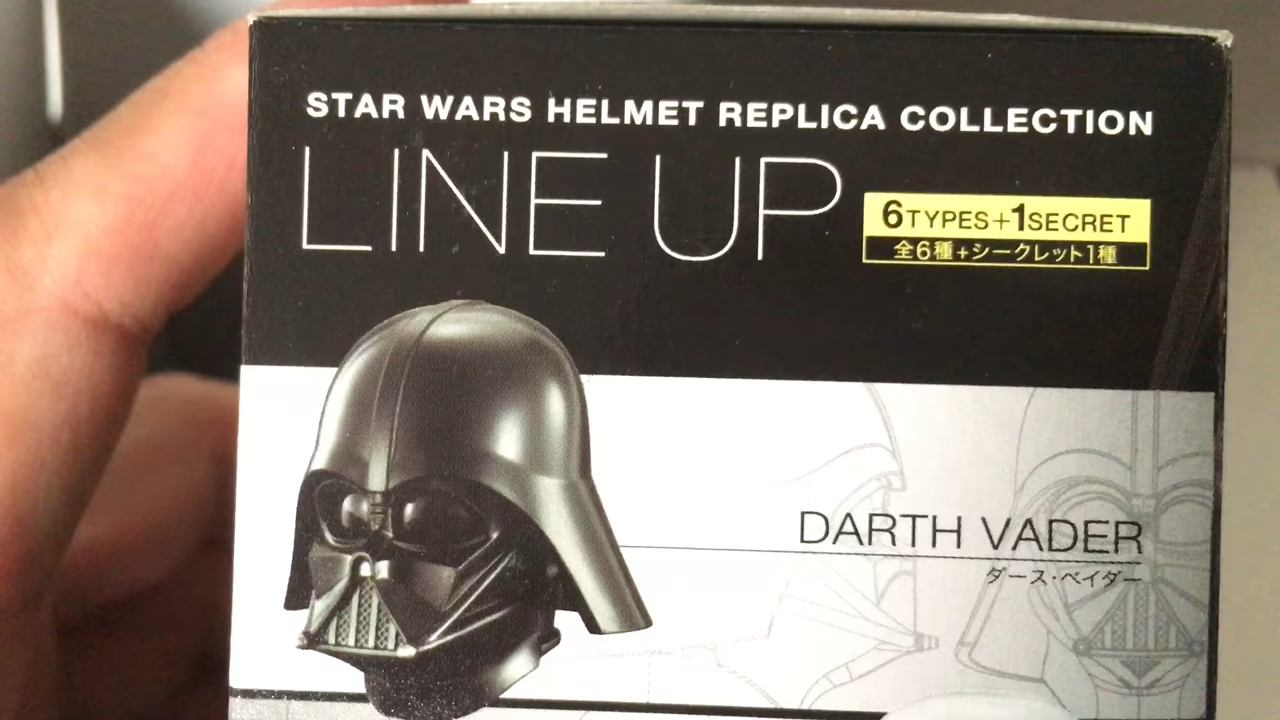 STAR WARS HELMET REPLICA COLLECTION
LINE UP
6TYPES+1SECRET
全6種+シークレット1種
DARTH VADER
ダース・ベイダー